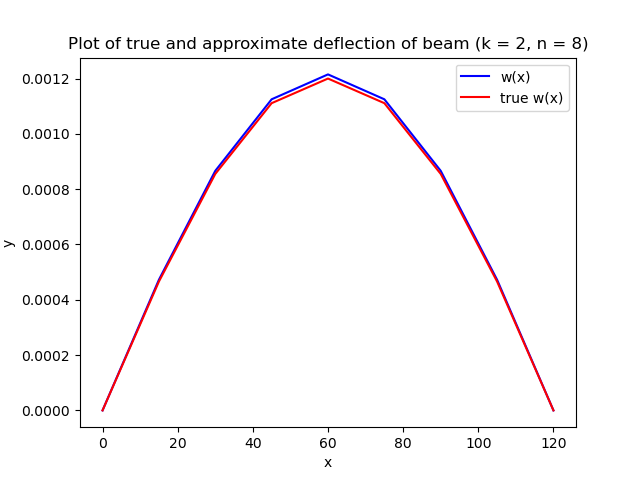 Plot of true and approximate deflection of beam (k = 2, n = 8)
w(x)
true w(x)
0.0012
0.0010
0.0008
0.0006
0.0004
0.0002
0.0000
y
0 20 40 60 80 100 120
x